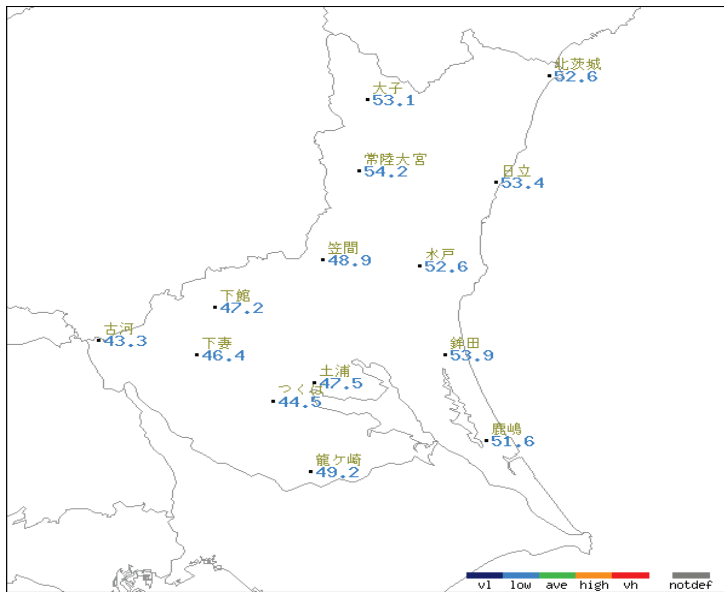 北茨城
52.6
大子
53.1
常陸大宮
54.2
日立
53.4
笠間
48.9
水戸
52.6
下館
47.2
古河
43.3
下妻
46.4
鉾田
53.9
土浦
47.5
つくば
44.5
鹿嶋
51.6
龍ケ崎
49.2
vl low ave high vh notdef